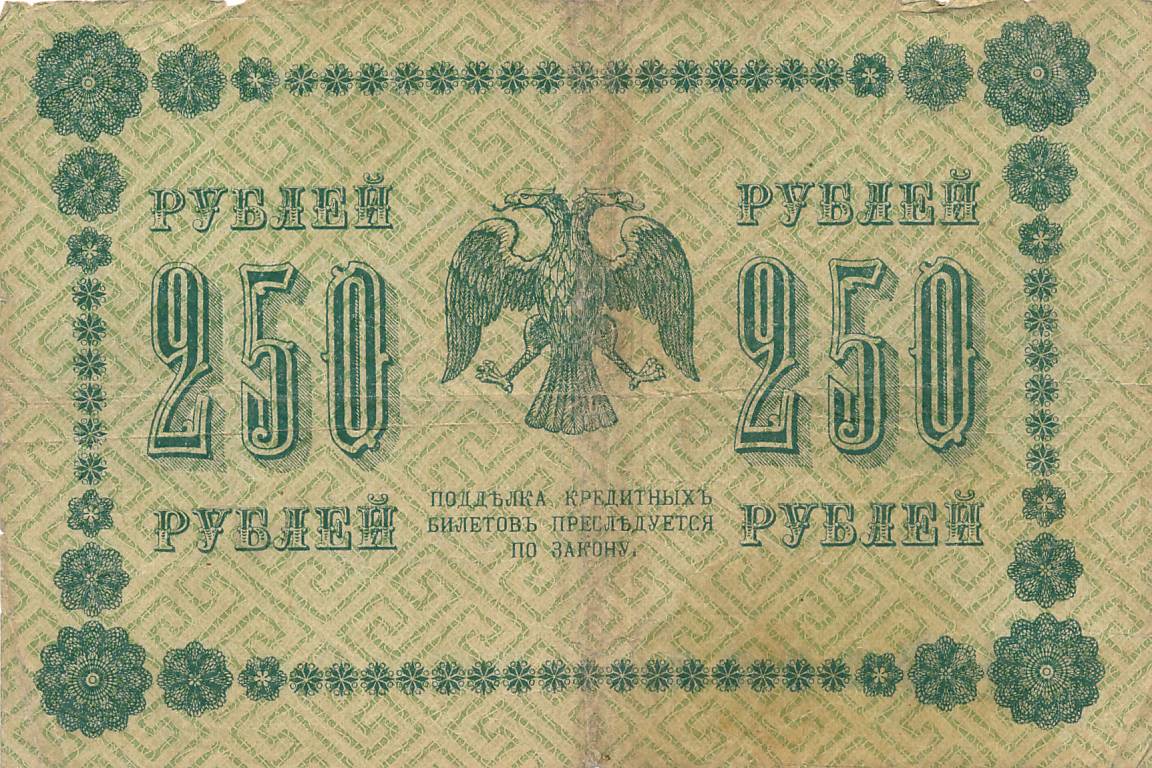 РУБЛЕЙ
250
РУБЛЕЙ
РУБЛЕЙ
250
РУБЛЕЙ
ПОДДѢЛКА КРЕДИТНЫХЪ
БИЛЕТОВЪ ПРЕСЛѢДУЕТСЯ
ПО ЗАКОНУ.